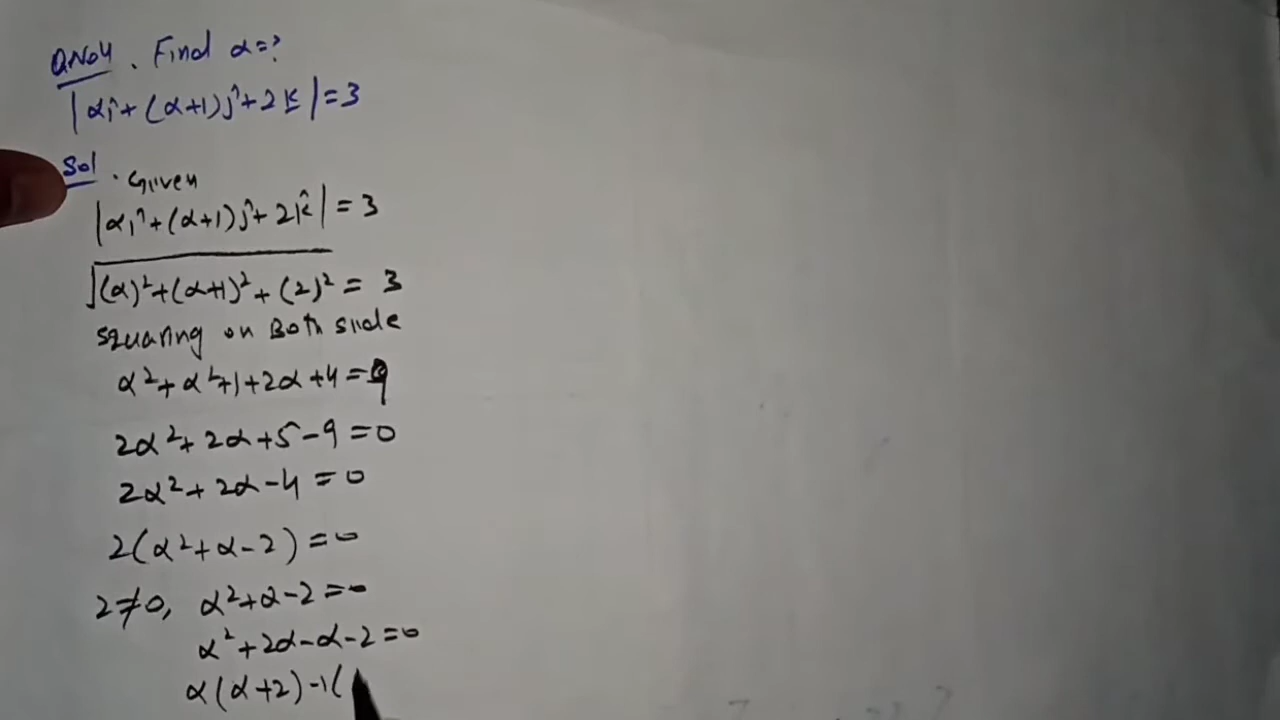 QNo4. Find α=?
|αî+(α+1)ĵ+2k|=3
Sol. Given
|αî+(α+1)ĵ+2k̂|=3
√(α)²+(α+1)²+(2)² = 3
squaring on Both side
α²+α²+1+2α+4=9
2α²+2α+5-9=0
2α²+2α-4=0
2(α²+α-2)=0
2≠0, α²+α-2=0
α²+2α-α-2=0
α(α+2)-1(